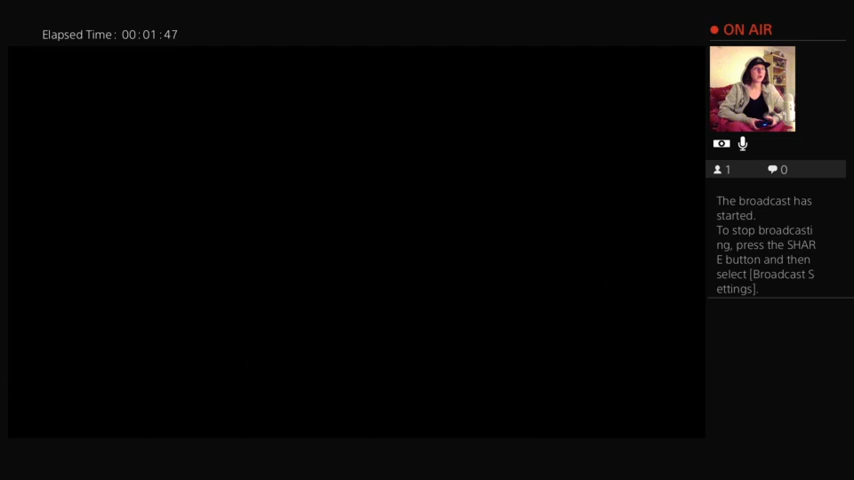 Elapsed Time: 00:01:47
ON AIR
1 0
The broadcast has
started.
To stop broadcasti
ng, press the SHAR
E button and then
select [Broadcast S
ettings].